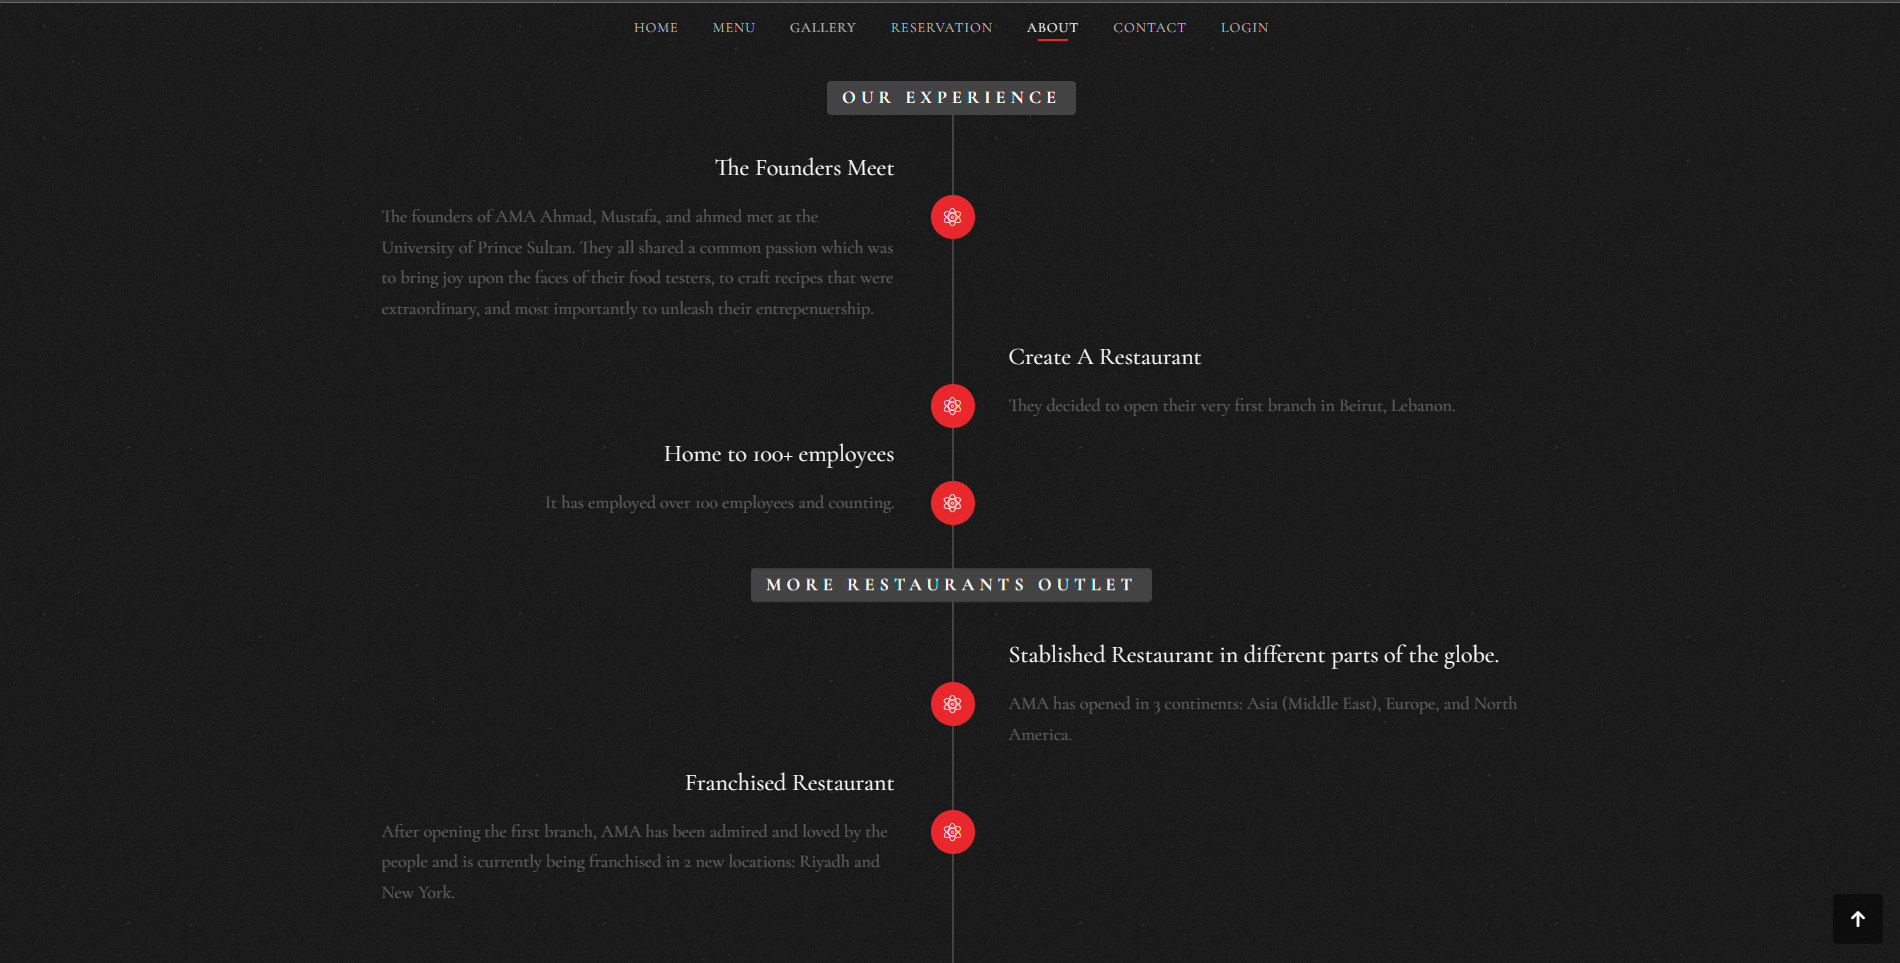 HOME MENU GALLERY RESERVATION ABOUT CONTACT LOGIN
OUR EXPERIENCE
The Founders Meet
The founders of AMA Ahmad, Mustafa, and ahmed met at the
University of Prince Sultan. They all shared a common passion which was
to bring joy upon the faces of their food testers, to craft recipes that were
extraordinary, and most importantly to unleash their entrepenuership.
Create A Restaurant
They decided to open their very first branch in Beirut, Lebanon.
Home to 100+ employees
It has employed over 100 employees and counting.
MORE RESTAURANTS OUTLET
Stablished Restaurant in different parts of the globe.
AMA has opened in 3 continents: Asia (Middle East), Europe, and North
America.
Franchised Restaurant
After opening the first branch, AMA has been admired and loved by the
people and is currently being franchised in 2 new locations: Riyadh and
New York.